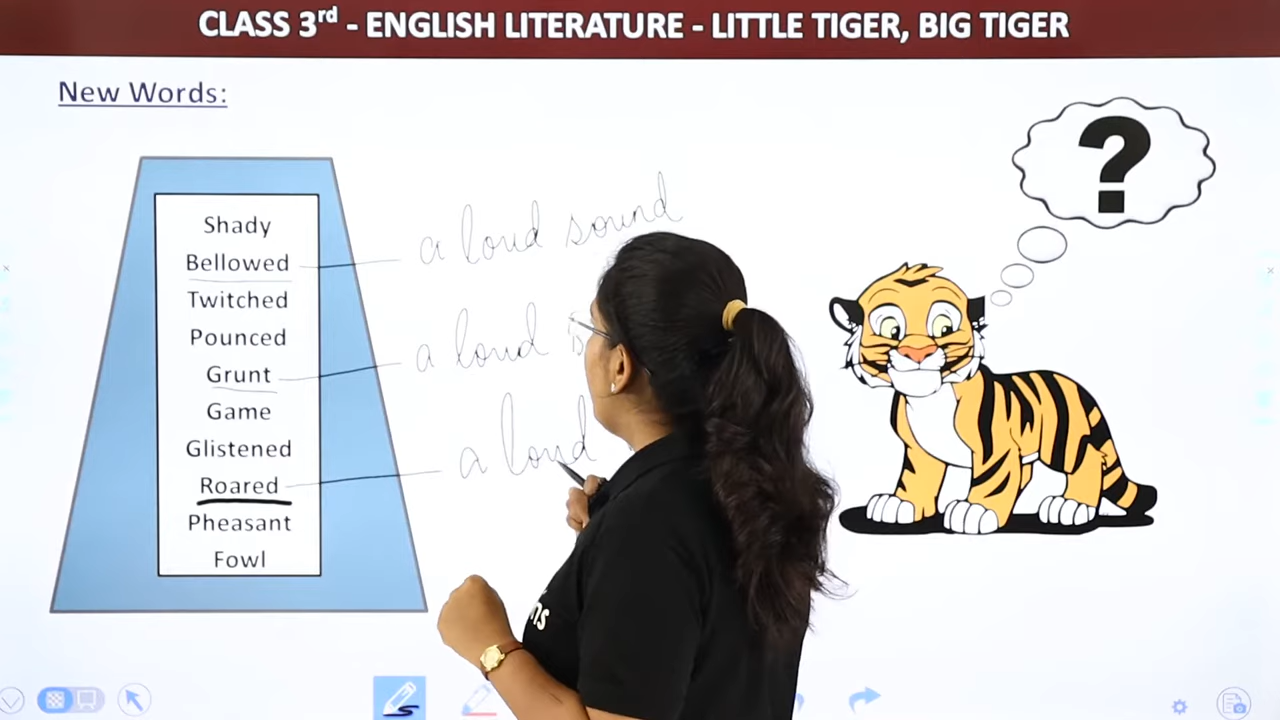 CLASS 3rd - ENGLISH LITERATURE - LITTLE TIGER, BIG TIGER
New Words:
Shady
Bellowed
Twitched
Pounced
Grunt
Game
Glistened
Roared
Pheasant
Fowl
a loud sound
a loud
a loud
?
ns